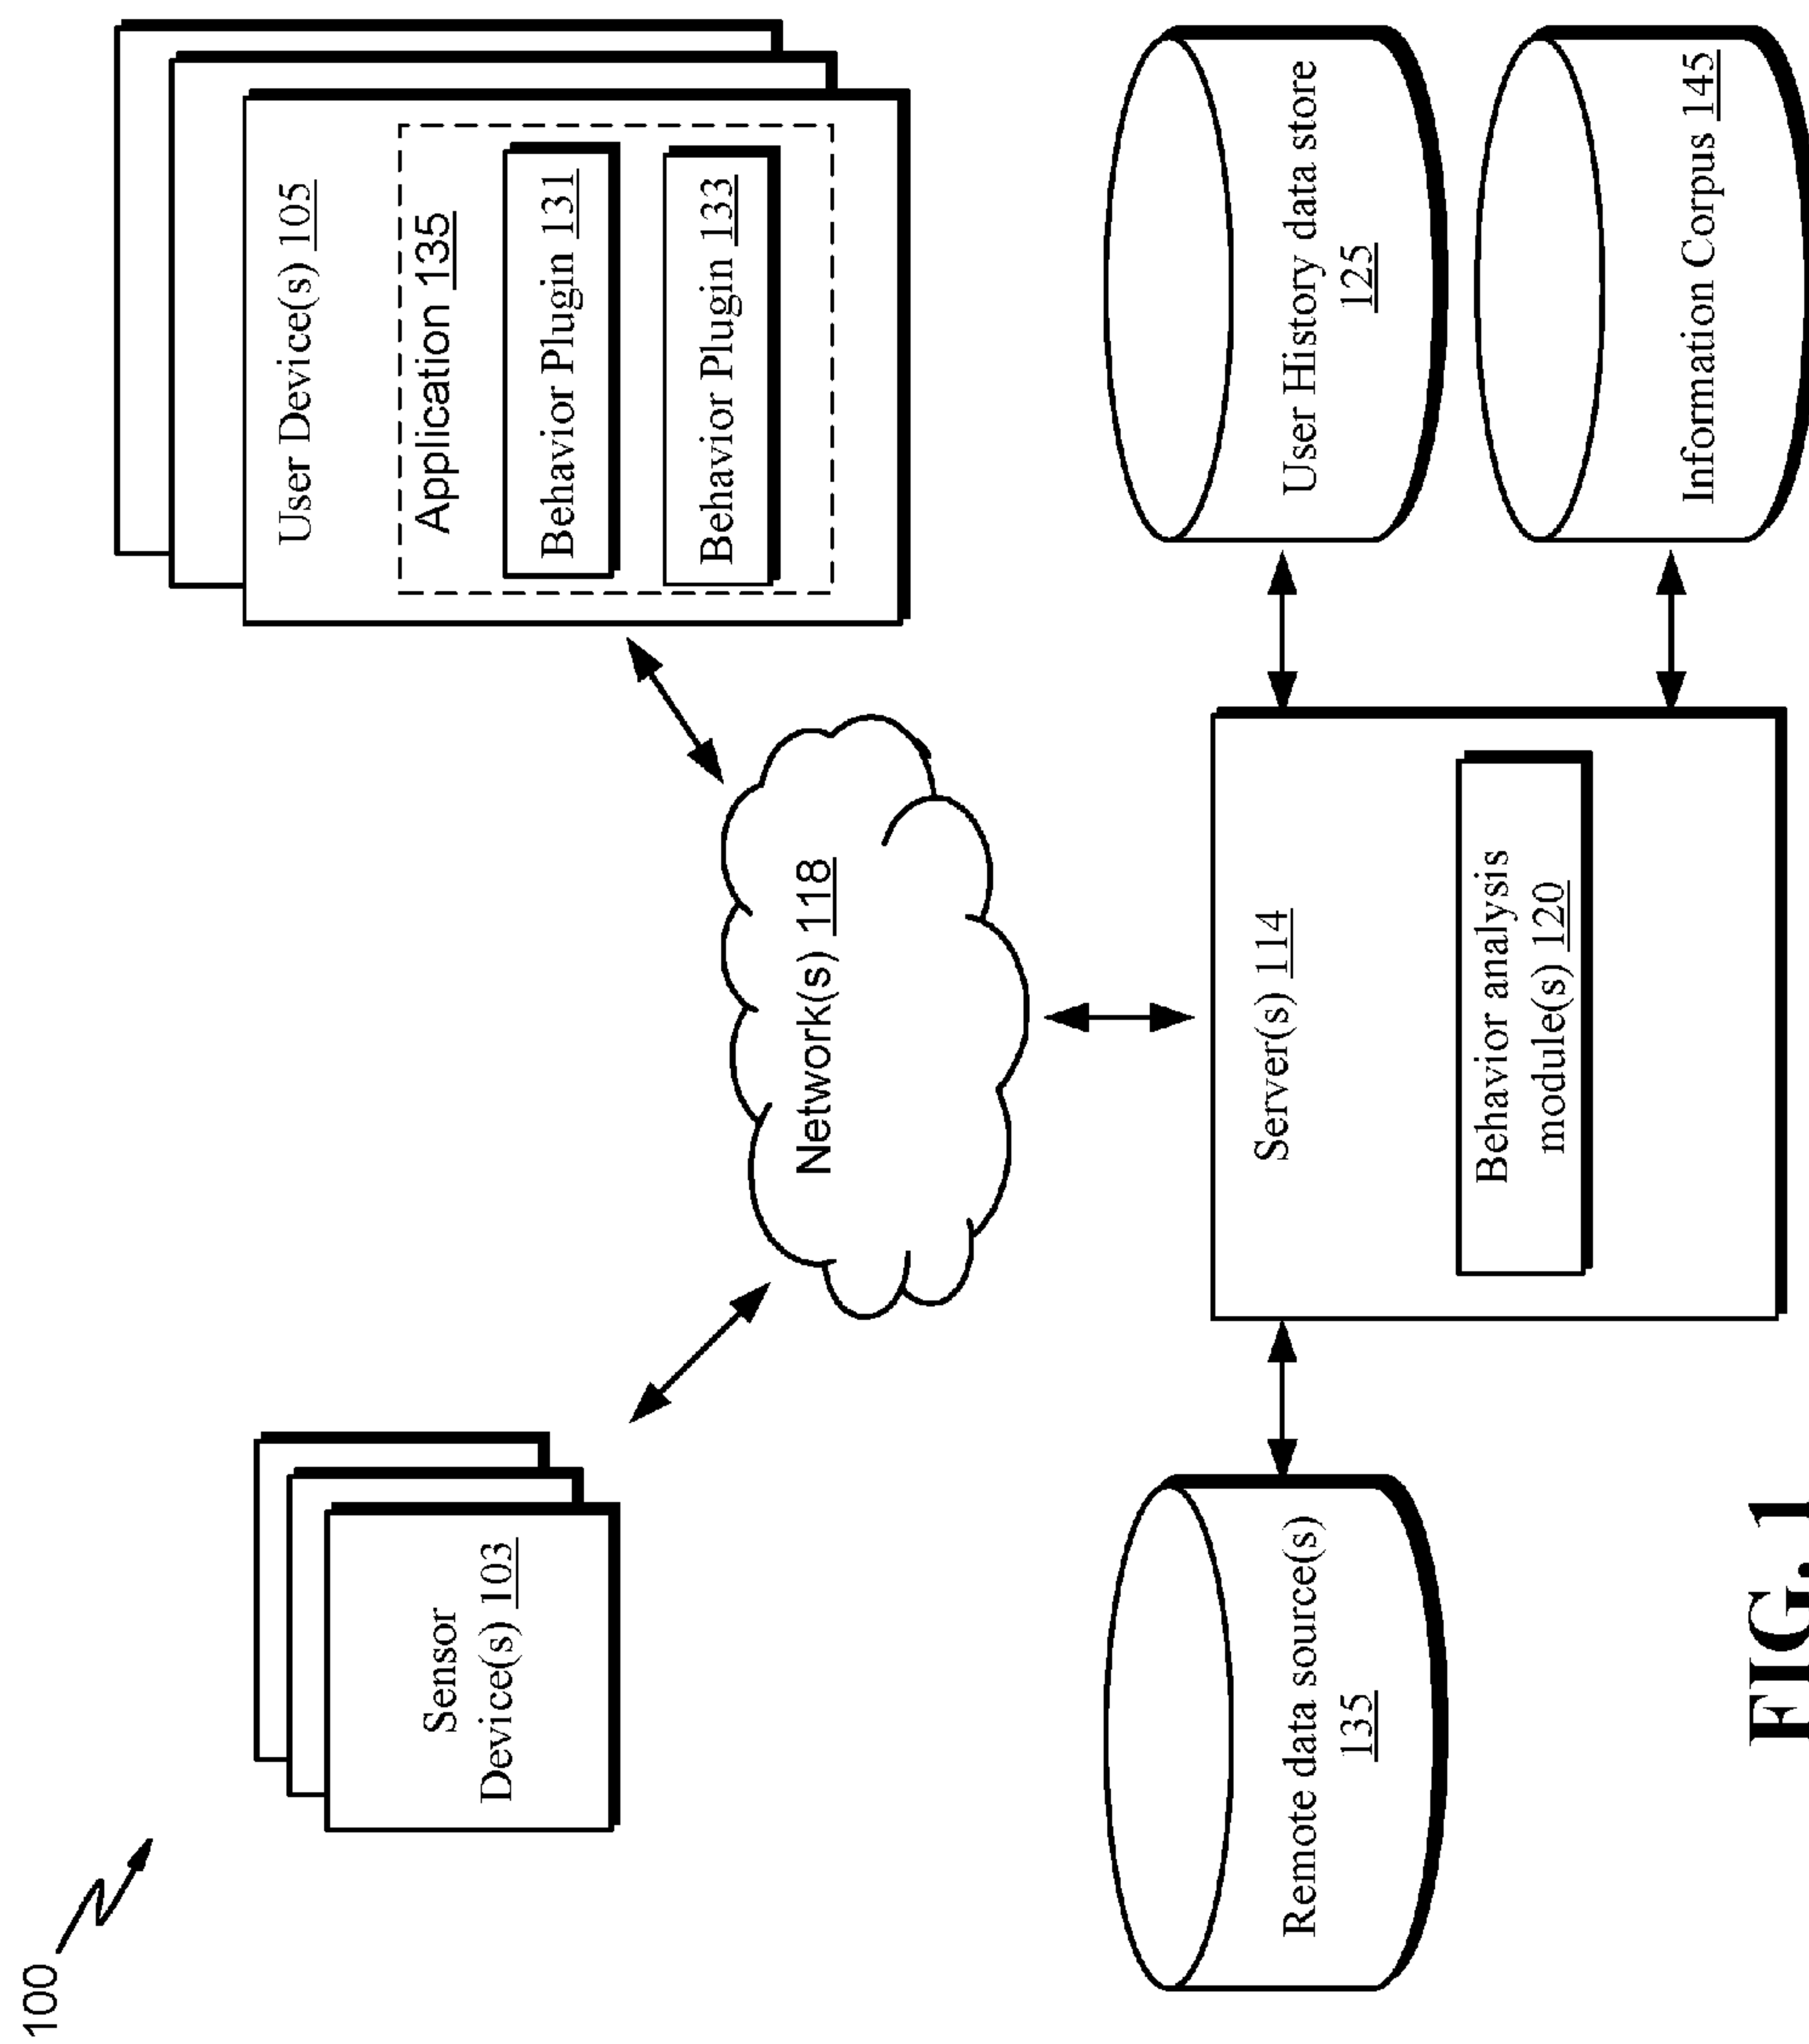 100
Sensor
Device(s) 103
User Device(s) 105
Application 135
Behavior Plugin 131
Behavior Plugin 133
Network(s) 118
Remote data source(s)
135
Server(s) 114
Behavior analysis
module(s) 120
User History data store
125
Information Corpus 145
FIG. 1